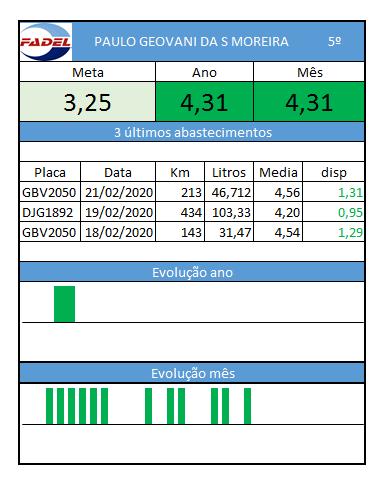 FADEL PAULO GEOVANI DA S MOREIRA 5º
Meta Ano Mês
3,25 4,31 4,31
3 últimos abastecimentos
Placa Data Km Litros Media disp
GBV2050 21/02/2020 213 46,712 4,56 1,31
DJG1892 19/02/2020 434 103,33 4,20 0,95
GBV2050 18/02/2020 143 31,47 4,54 1,29
Evolução ano
Evolução mês